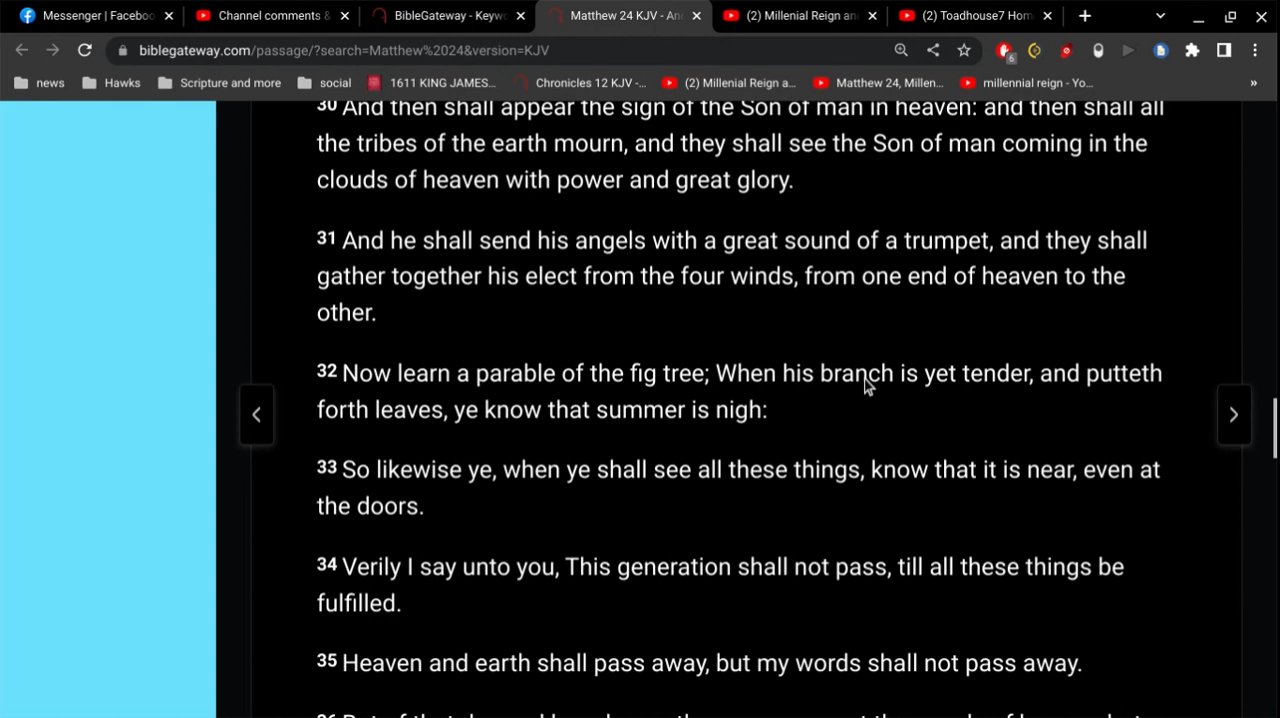 Messenger | Faceboo
Channel comments &
BibleGateway - Keywo
Matthew 24 KJV - An
(2) Millenial Reign an
(2) Toadhouse7 Hom
biblegateway.com/passage/?search=Matthew%2024&version=KJV
6
news
Hawks
Scripture and more
social
1611 KING JAMES...
Chronicles 12 KJV -...
(2) Millenial Reign a...
Matthew 24, Millen...
millennial reign - Yo...
»
30 And then shall appear the sign of the Son of man in heaven: and then shall all
the tribes of the earth mourn, and they shall see the Son of man coming in the
clouds of heaven with power and great glory.
31 And he shall send his angels with a great sound of a trumpet, and they shall
gather together his elect from the four winds, from one end of heaven to the
other.
32 Now learn a parable of the fig tree; When his branch is yet tender, and putteth
forth leaves, ye know that summer is nigh:
33 So likewise ye, when ye shall see all these things, know that it is near, even at
the doors.
34 Verily I say unto you, This generation shall not pass, till all these things be
fulfilled.
35 Heaven and earth shall pass away, but my words shall not pass away.